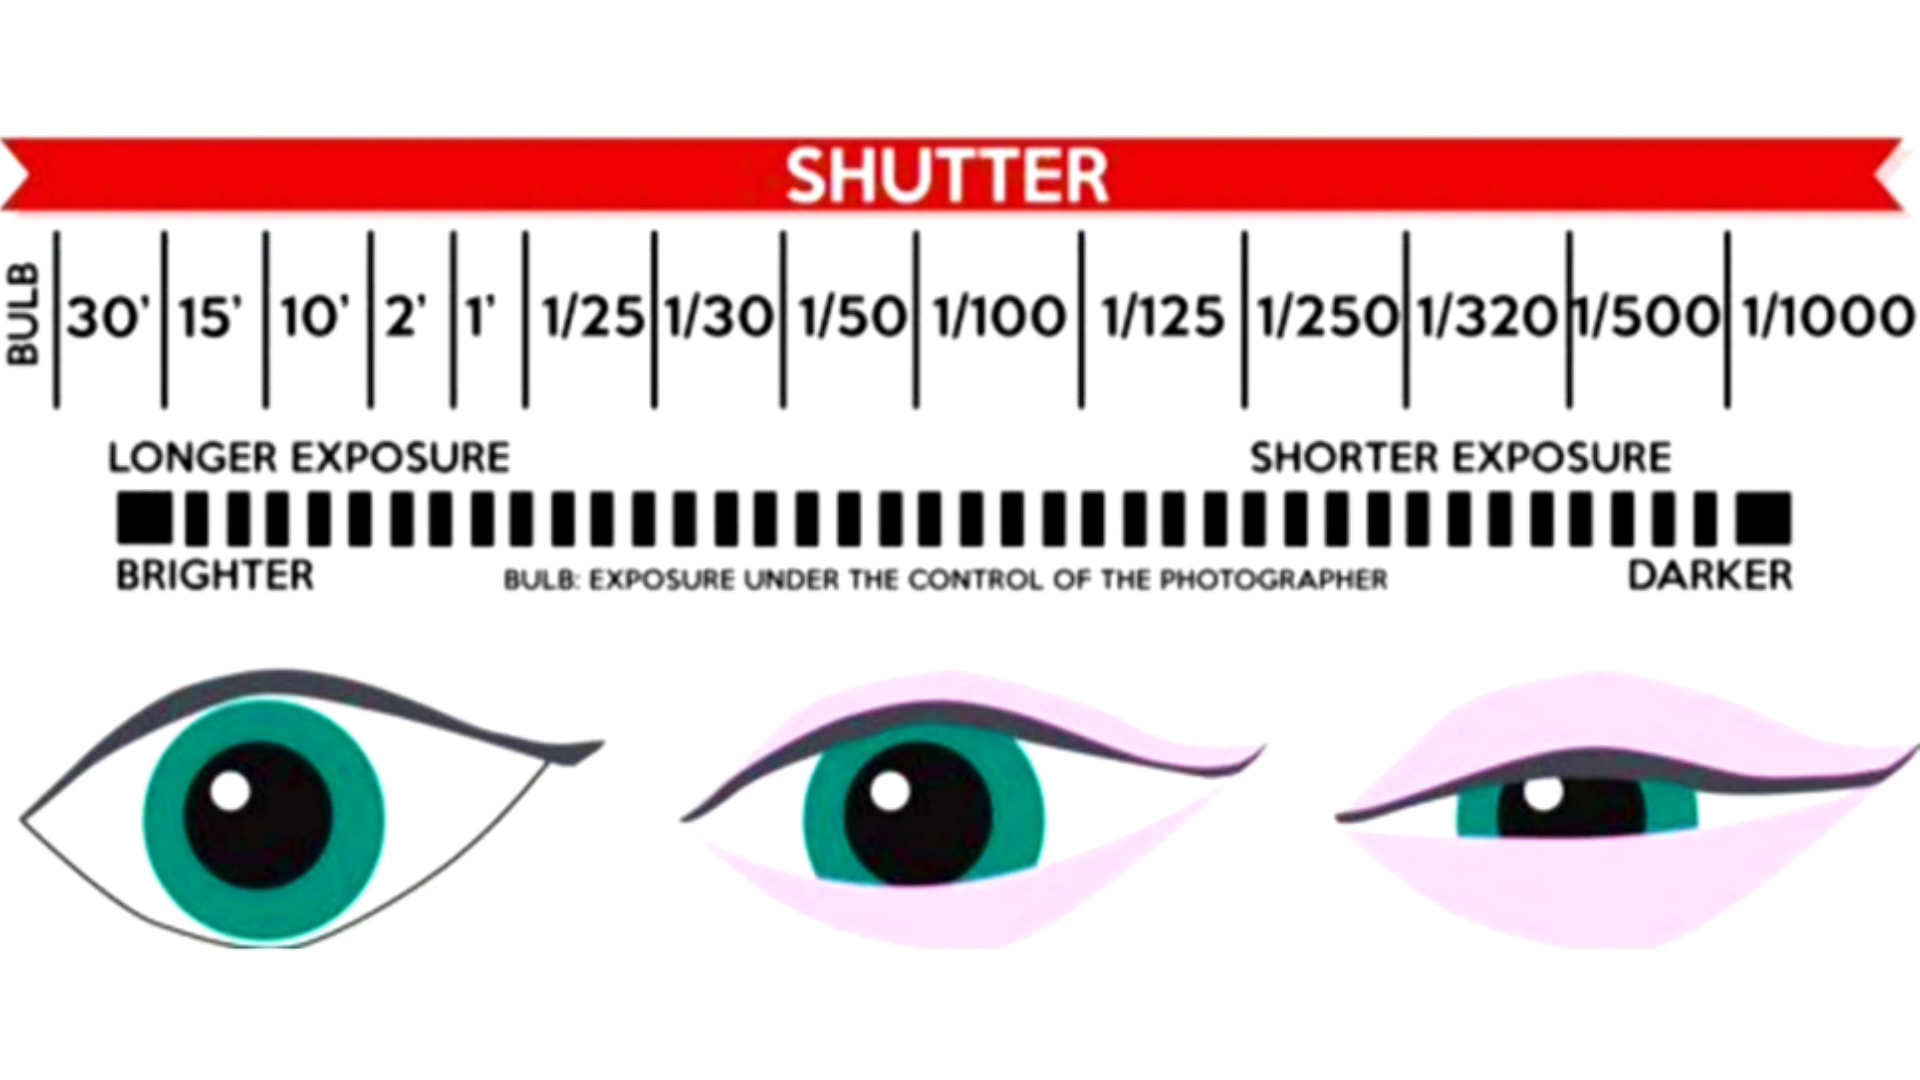 SHUTTER
BULB 30' 15' 10' 2' 1' 1/25 1/30 1/50 1/100 1/125 1/250 1/320 1/500 1/1000
LONGER EXPOSURE SHORTER EXPOSURE
BRIGHTER BULB: EXPOSURE UNDER THE CONTROL OF THE PHOTOGRAPHER DARKER